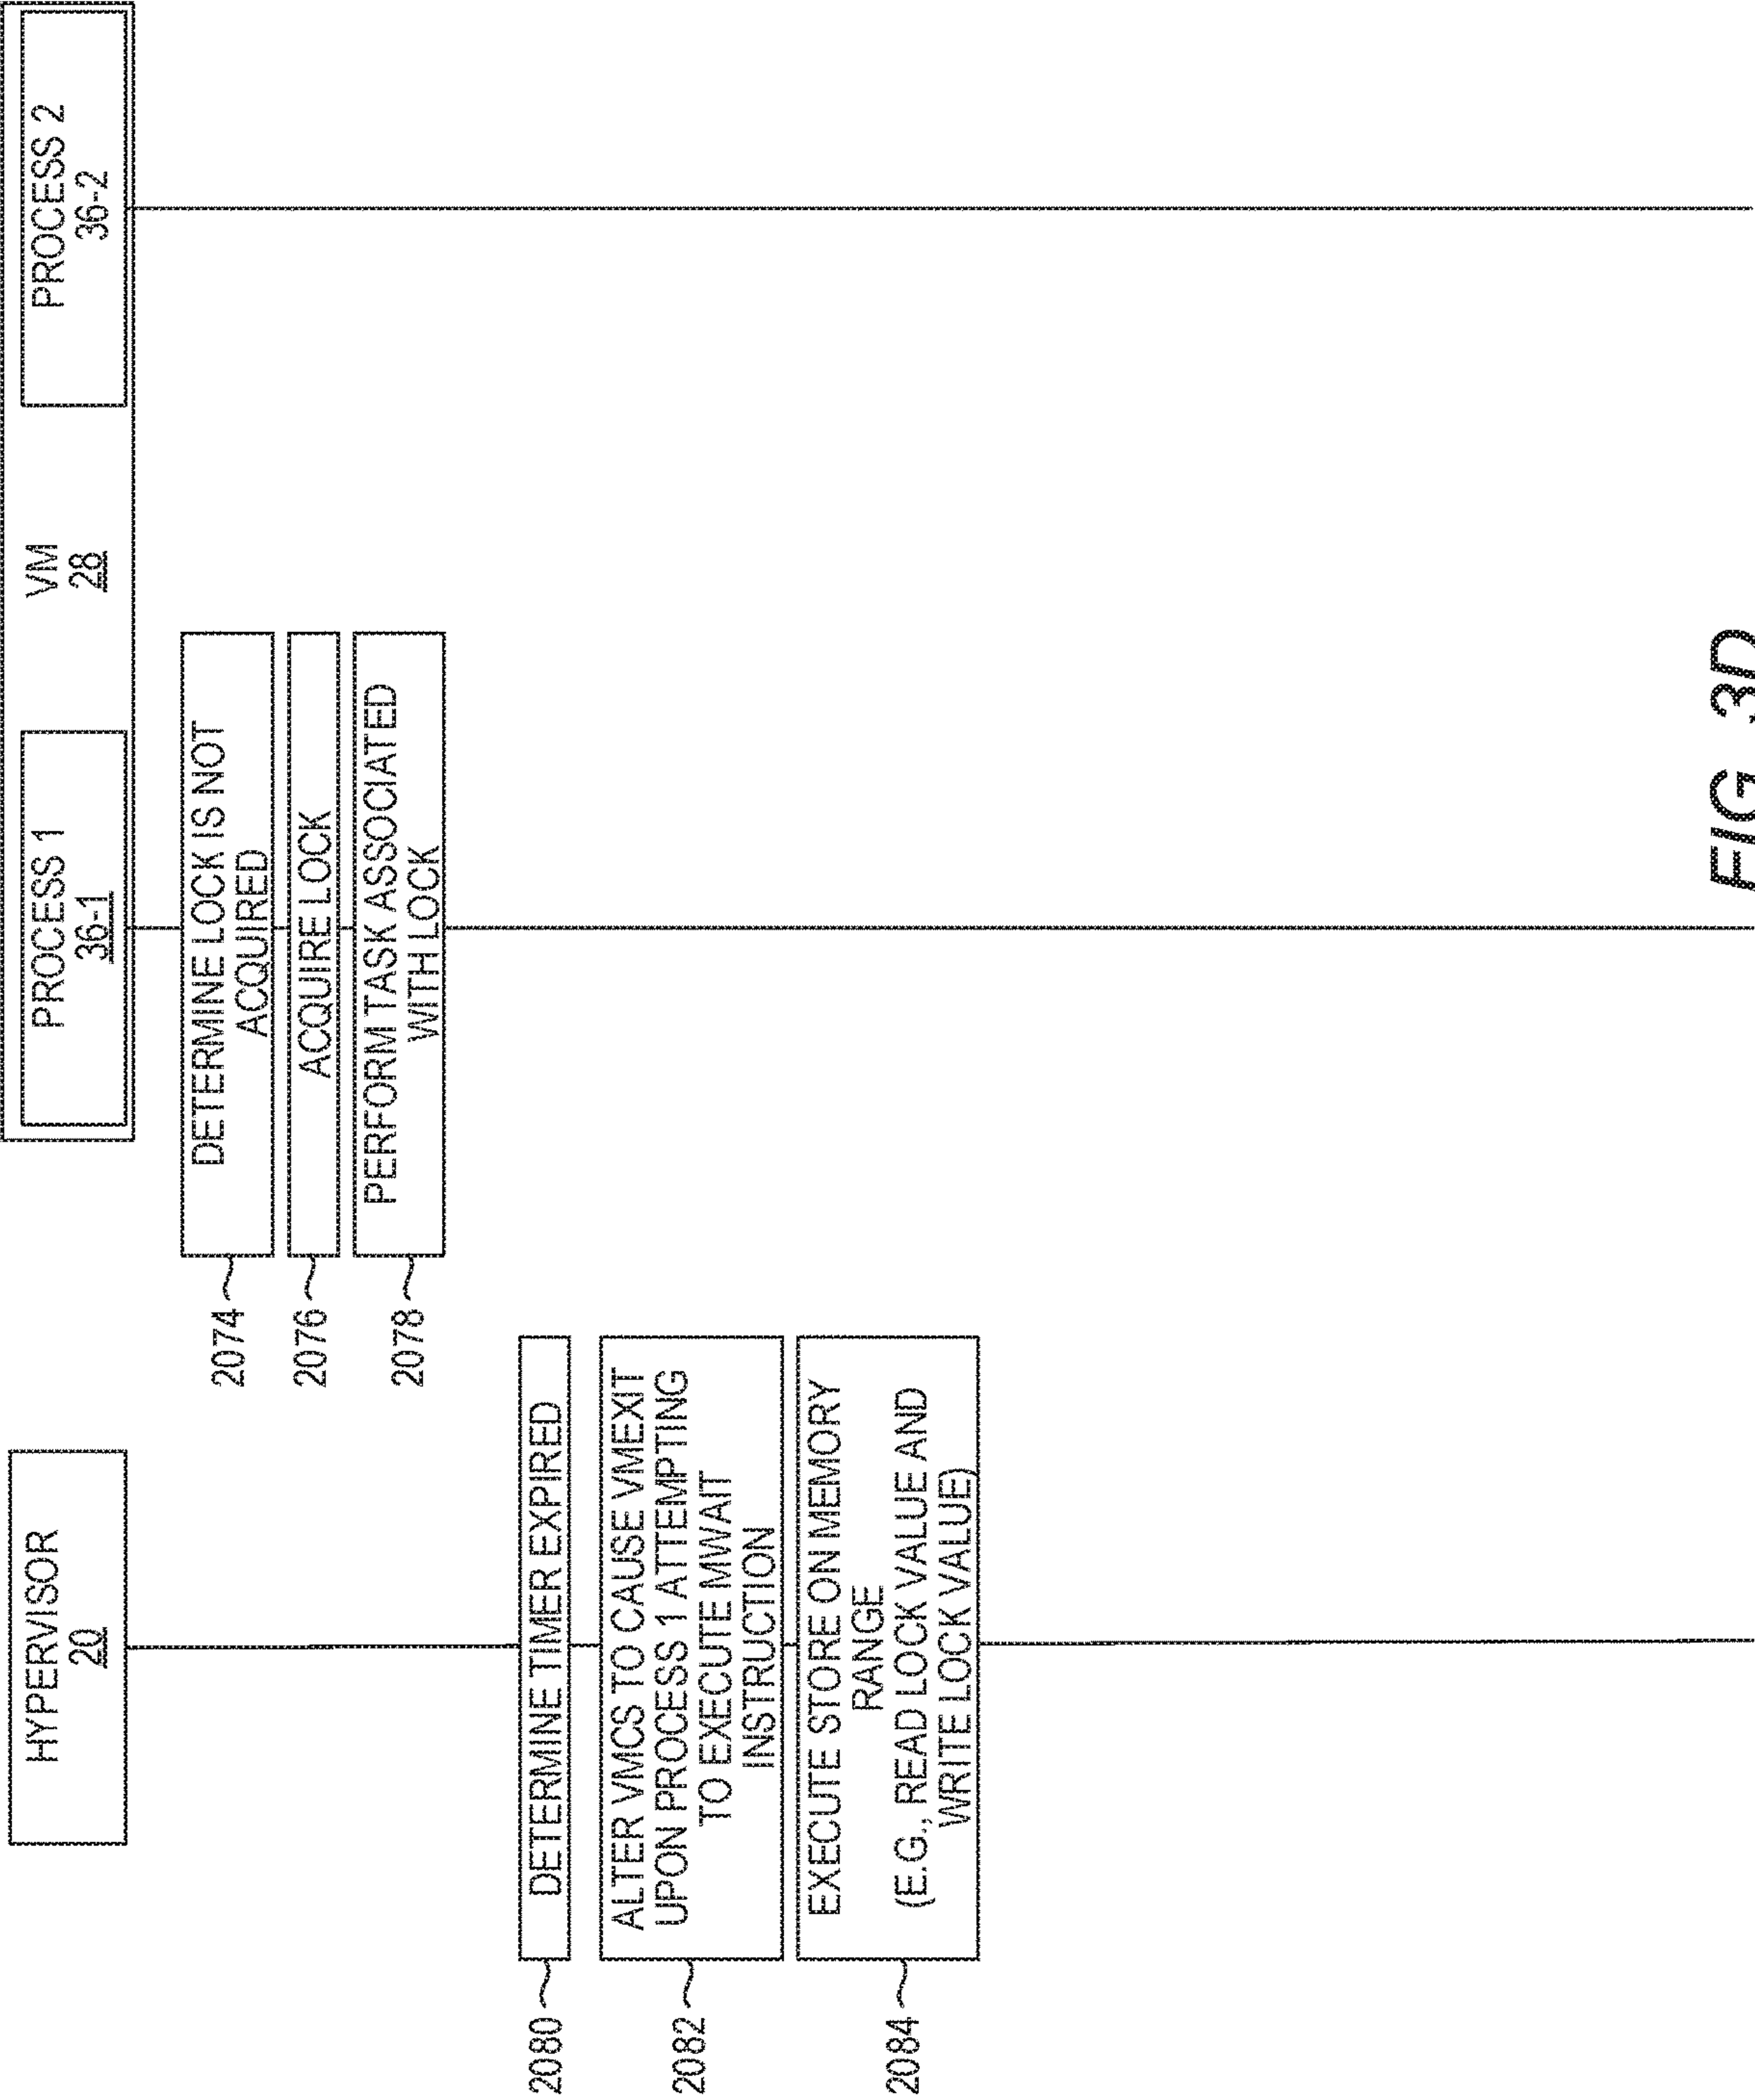 HYPERVISOR
20
VM
28
PROCESS 1
36-1
PROCESS 2
36-2
2074
DETERMINE LOCK IS NOT
ACQUIRED
2076
ACQUIRE LOCK
2078
PERFORM TASK ASSOCIATED
WITH LOCK
2080
DETERMINE TIMER EXPIRED
2082
ALTER VMCS TO CAUSE VMEXIT
UPON PROCESS 1 ATTEMPTING
TO EXECUTE MWAIT
INSTRUCTION
2084
EXECUTE STORE ON MEMORY
RANGE
(E.G., READ LOCK VALUE AND
WRITE LOCK VALUE)
FIG. 3D